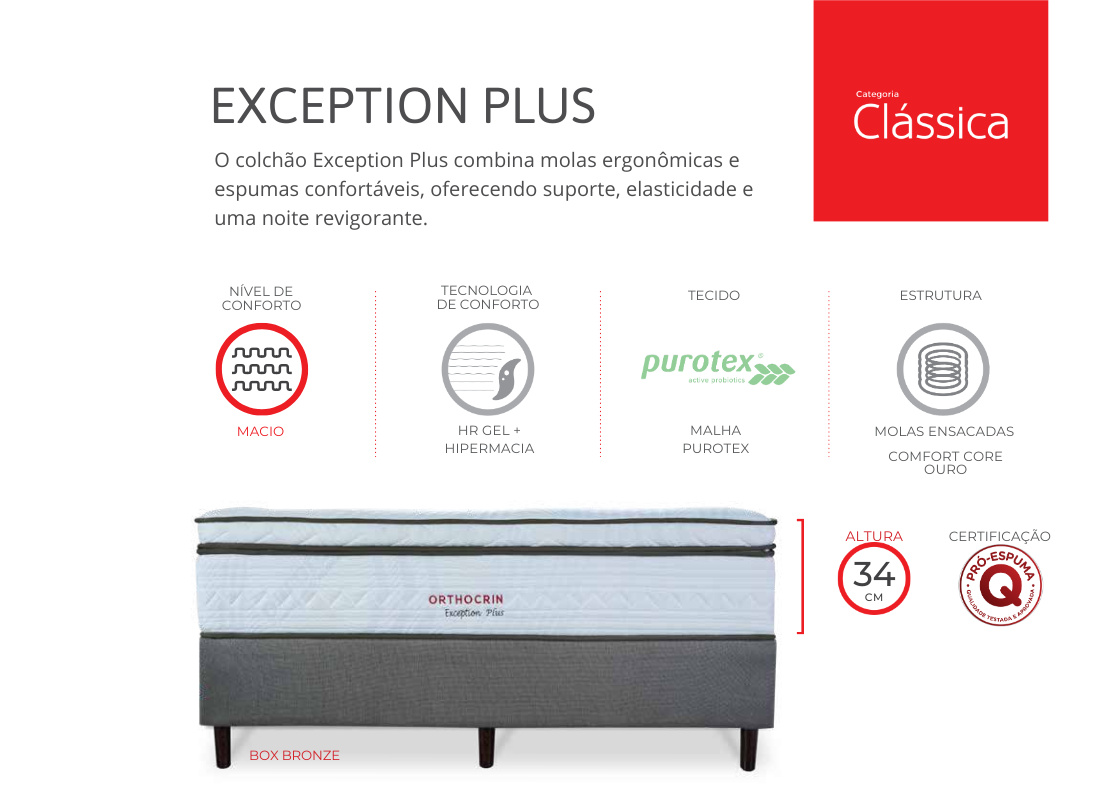 Categoria
Clássica
EXCEPTION PLUS
O colchão Exception Plus combina molas ergonômicas e
espumas confortáveis, oferecendo suporte, elasticidade e
uma noite revigorante.
NÍVEL DE
CONFORTO
MACIO
TECNOLOGIA
DE CONFORTO
HR GEL +
HIPERMACIA
TECIDO
purotex®
active probiotics
MALHA
PUROTEX
ESTRUTURA
MOLAS ENSACADAS
COMFORT CORE
OURO
ORTHOCRIN
Exception Plus
BOX BRONZE
ALTURA
34
CM
CERTIFICAÇÃO
PRÓ-ESPUMA
Q
QUALIDADE TESTADA E APROVADA